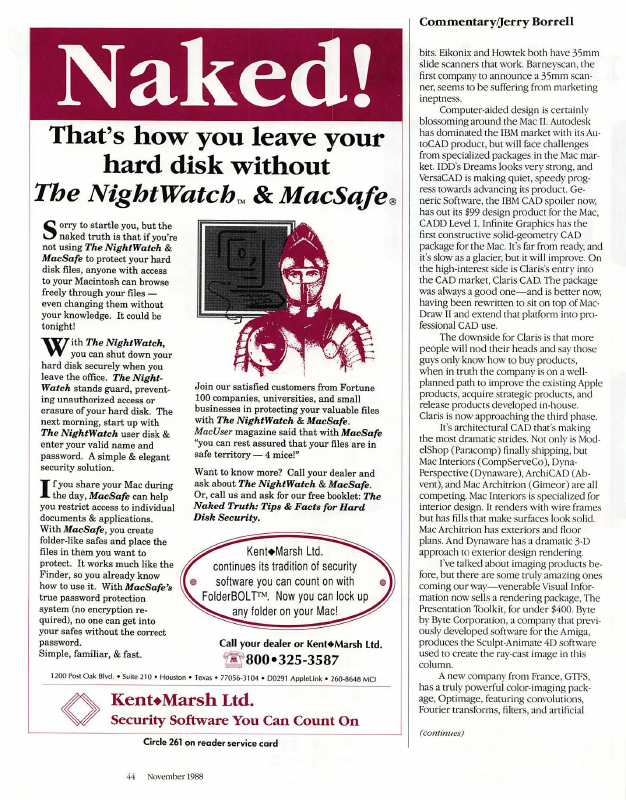 Naked!
That's how you leave your
hard disk without
The NightWatch™ & MacSafe®
Sorry to startle you, but the
naked truth is that if you're
not using The NightWatch &
MacSafe to protect your hard
disk files, anyone with access
to your Macintosh can browse
freely through your files —
even changing them without
your knowledge. It could be
tonight!
With The NightWatch,
you can shut down your
hard disk securely when you
leave the office. The Night-
Watch stands guard, prevent-
ing unauthorized access or
erasure of your hard disk. The
next morning, start up with
The NightWatch user disk &
enter your valid name and
password. A simple & elegant
security solution.
If you share your Mac during
the day, MacSafe can help
you restrict access to individual
documents & applications.
With MacSafe, you create
folder-like safes and place the
files in them you want to
protect. It works much like the
Finder, so you already know
how to use it. With MacSafe's
true password protection
system (no encryption re-
quired), no one can get into
your safes without the correct
password.
Simple, familiar, & fast.
Join our satisfied customers from Fortune
100 companies, universities, and small
businesses in protecting your valuable files
with The NightWatch & MacSafe.
MacUser magazine said that with MacSafe
"you can rest assured that your files are in
safe territory — 4 mice!"
Want to know more? Call your dealer and
ask about The NightWatch & MacSafe.
Or, call us and ask for our free booklet: The
Naked Truth: Tips & Facts for Hard
Disk Security.
Kent◆Marsh Ltd.
continues its tradition of security
software you can count on with
FolderBOLT™. Now you can lock up
any folder on your Mac!
Call your dealer or Kent◆Marsh Ltd.
☎800•325-3587
1200 Post Oak Blvd. • Suite 210 • Houston • Texas • 77056-3104 • D0291 AppleLink • 260-8648 MCI
Kent◆Marsh Ltd.
Security Software You Can Count On
Circle 261 on reader service card
Commentary/Jerry Borrell
bits. Eikonix and Howtek both have 35mm
slide scanners that work. Barneyscan, the
first company to announce a 35mm scan-
ner, seems to be suffering from marketing
ineptness.
Computer-aided design is certainly
blossoming around the Mac II. Autodesk
has dominated the IBM market with its Au-
toCAD product, but will face challenges
from specialized packages in the Mac mar-
ket. IDD's Dreams looks very strong, and
VersaCAD is making quiet, speedy prog-
ress towards advancing its product. Ge-
neric Software, the IBM CAD spoiler now,
has out its $99 design product for the Mac,
CADD Level 1. Infinite Graphics has the
first constructive solid-geometry CAD
package for the Mac. It's far from ready, and
it's slow as a glacier, but it will improve. On
the high-interest side is Claris's entry into
the CAD market, Claris CAD. The package
was always a good one—and is better now,
having been rewritten to sit on top of Mac-
Draw II and extend that platform into pro-
fessional CAD use.
The downside for Claris is that more
people will nod their heads and say those
guys only know how to buy products,
when in truth the company is on a well-
planned path to improve the existing Apple
products, acquire strategic products, and
release products developed in-house.
Claris is now approaching the third phase.
It's architectural CAD that's making
the most dramatic strides. Not only is Mod-
elShop (Paracomp) finally shipping, but
Mac Interiors (CompServeCo), Dyna-
Perspective (Dynaware), ArchiCAD (Ab-
vent), and Mac Architrion (Gimeor) are all
competing. Mac Interiors is specialized for
interior design. It renders with wire frames
but has fills that make surfaces look solid.
Mac Architrion has exteriors and floor
plans. And Dynaware has a dramatic 3-D
approach to exterior design rendering.
I've talked about imaging products be-
fore, but there are some truly amazing ones
coming our way—venerable Visual Infor-
mation now sells a rendering package, The
Presentation Toolkit, for under $400. Byte
by Byte Corporation, a company that previ-
ously developed software for the Amiga,
produces the Sculpt-Animate 4D software
used to create the ray-cast image in this
column.
A new company from France, GTFS,
has a truly powerful color-imaging pack-
age, Optimage, featuring convolutions,
Fourier transforms, filters, and artificial
(continues)
44 November 1988